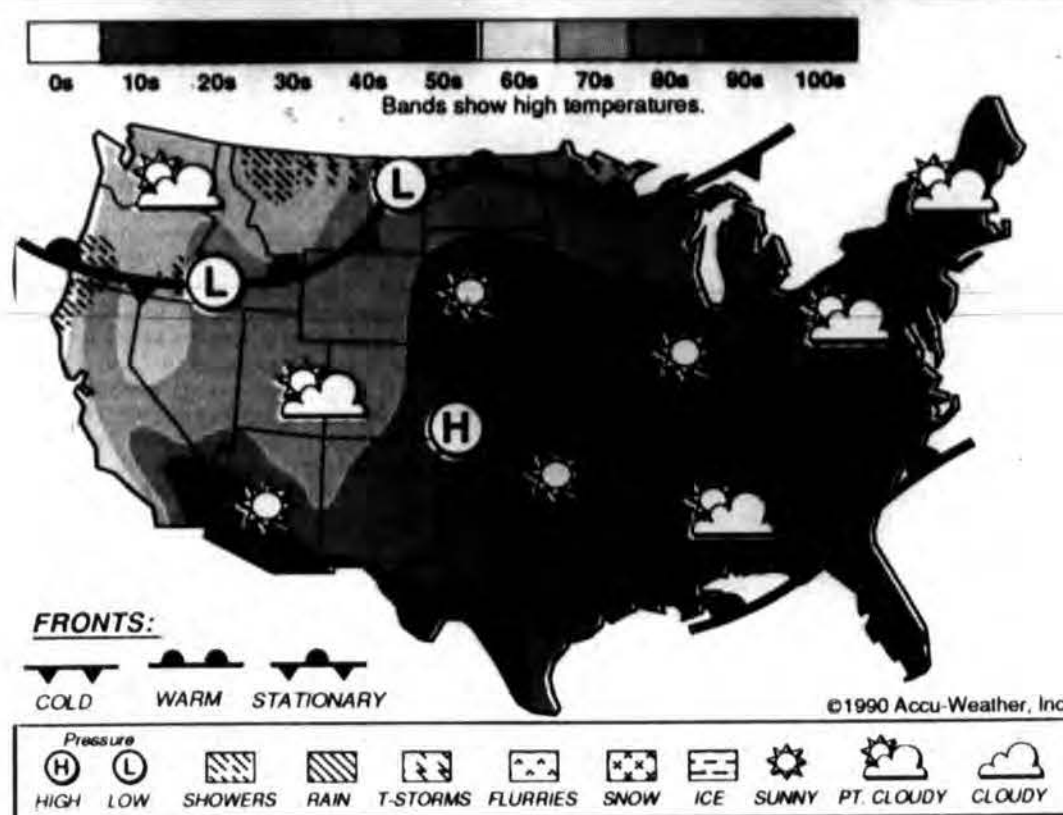 0s 10s 20s 30s 40s 50s 60s 70s 80s 90s 100s
Bands show high temperatures.
L
L
H
FRONTS:
COLD WARM STATIONARY
©1990 Accu-Weather, Inc
Pressure
H L
HIGH LOW SHOWERS RAIN T-STORMS FLURRIES SNOW ICE SUNNY PT. CLOUDY CLOUDY